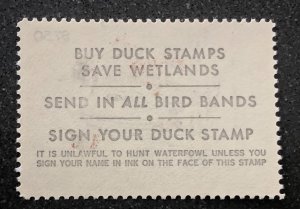 BUY DUCK STAMPS
SAVE WETLANDS
SEND IN ALL BIRD BANDS
SIGN YOUR DUCK STAMP
IT IS UNLAWFUL TO HUNT WATERFOWL UNLESS YOU
SIGN YOUR NAME IN INK ON THE FACE OF THIS STAMP